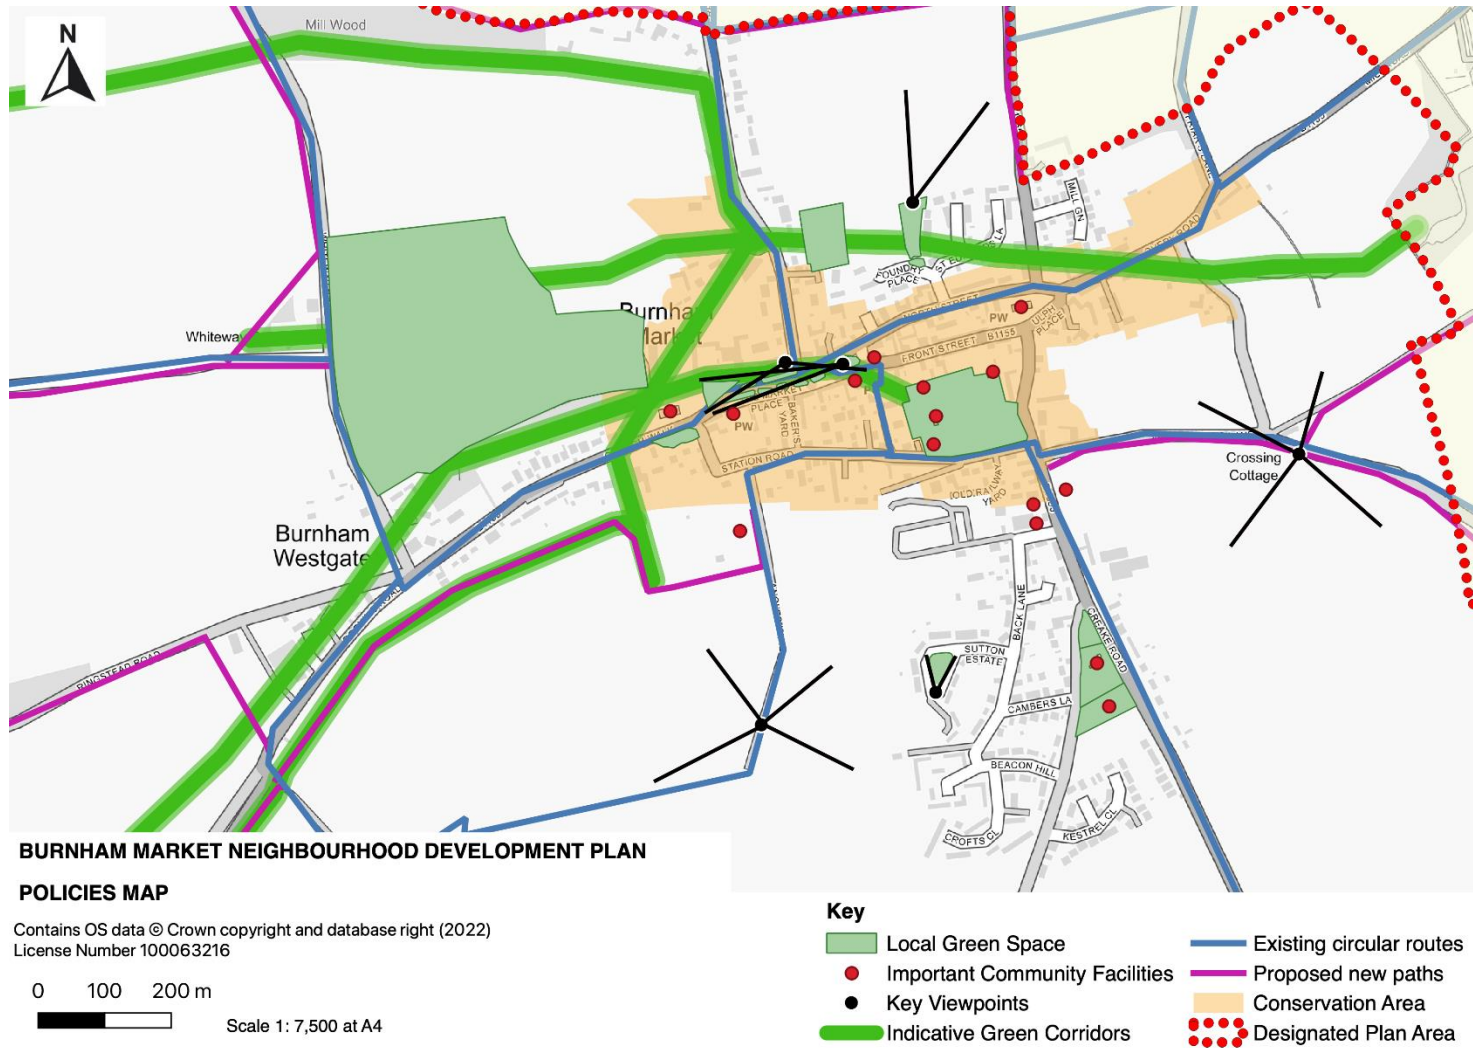 Mill Wood
N
MILL GN
ST EU
LA
FOUNDRY
PLACE
Burnham
Market
NORTH STREET
PW
ULPH
PLACE
FRONT STREET B1155
Whiteway
MARKET
PLACE
BAKER'S
YARD
PW
STATION ROAD
Crossing
Cottage
(OLD RAILWAY
YARD
Burnham
Westgate
BACK LANE
CREAKE ROAD
SUTTON
ESTATE
RINGSTEAD ROAD
CAMBERS LA
BEACON HILL
CROFTS CL
KESTREL CL
BURNHAM MARKET NEIGHBOURHOOD DEVELOPMENT PLAN
POLICIES MAP
Contains OS data © Crown copyright and database right (2022)
License Number 100063216
0 100 200 m
Scale 1: 7,500 at A4
Key
Local Green Space
Important Community Facilities
Key Viewpoints
Indicative Green Corridors
Existing circular routes
Proposed new paths
Conservation Area
Designated Plan Area